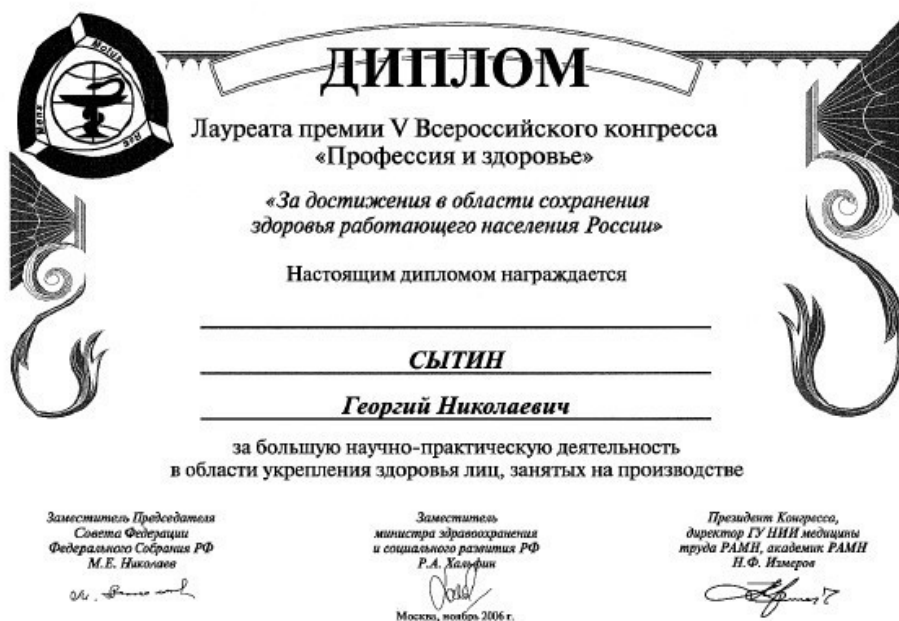 Motus
Mens
Res
ДИПЛОМ
Лауреата премии V Всероссийского конгресса
«Профессия и здоровье»
«За достижения в области сохранения
здоровья работающего населения России»
Настоящим дипломом награждается
СЫТИН
Георгий Николаевич
за большую научно-практическую деятельность
в области укрепления здоровья лиц, занятых на производстве
Заместитель Председателя
Совета Федерации
Федерального Собрания РФ
М.Е. Николаев
Заместитель
министра здравоохранения
и социального развития РФ
Р.А. Хальфин
Москва, ноябрь 2006 г.
Президент Конгресса,
директор ГУ НИИ медицины
труда РАМН, академик РАМН
Н.Ф. Измеров